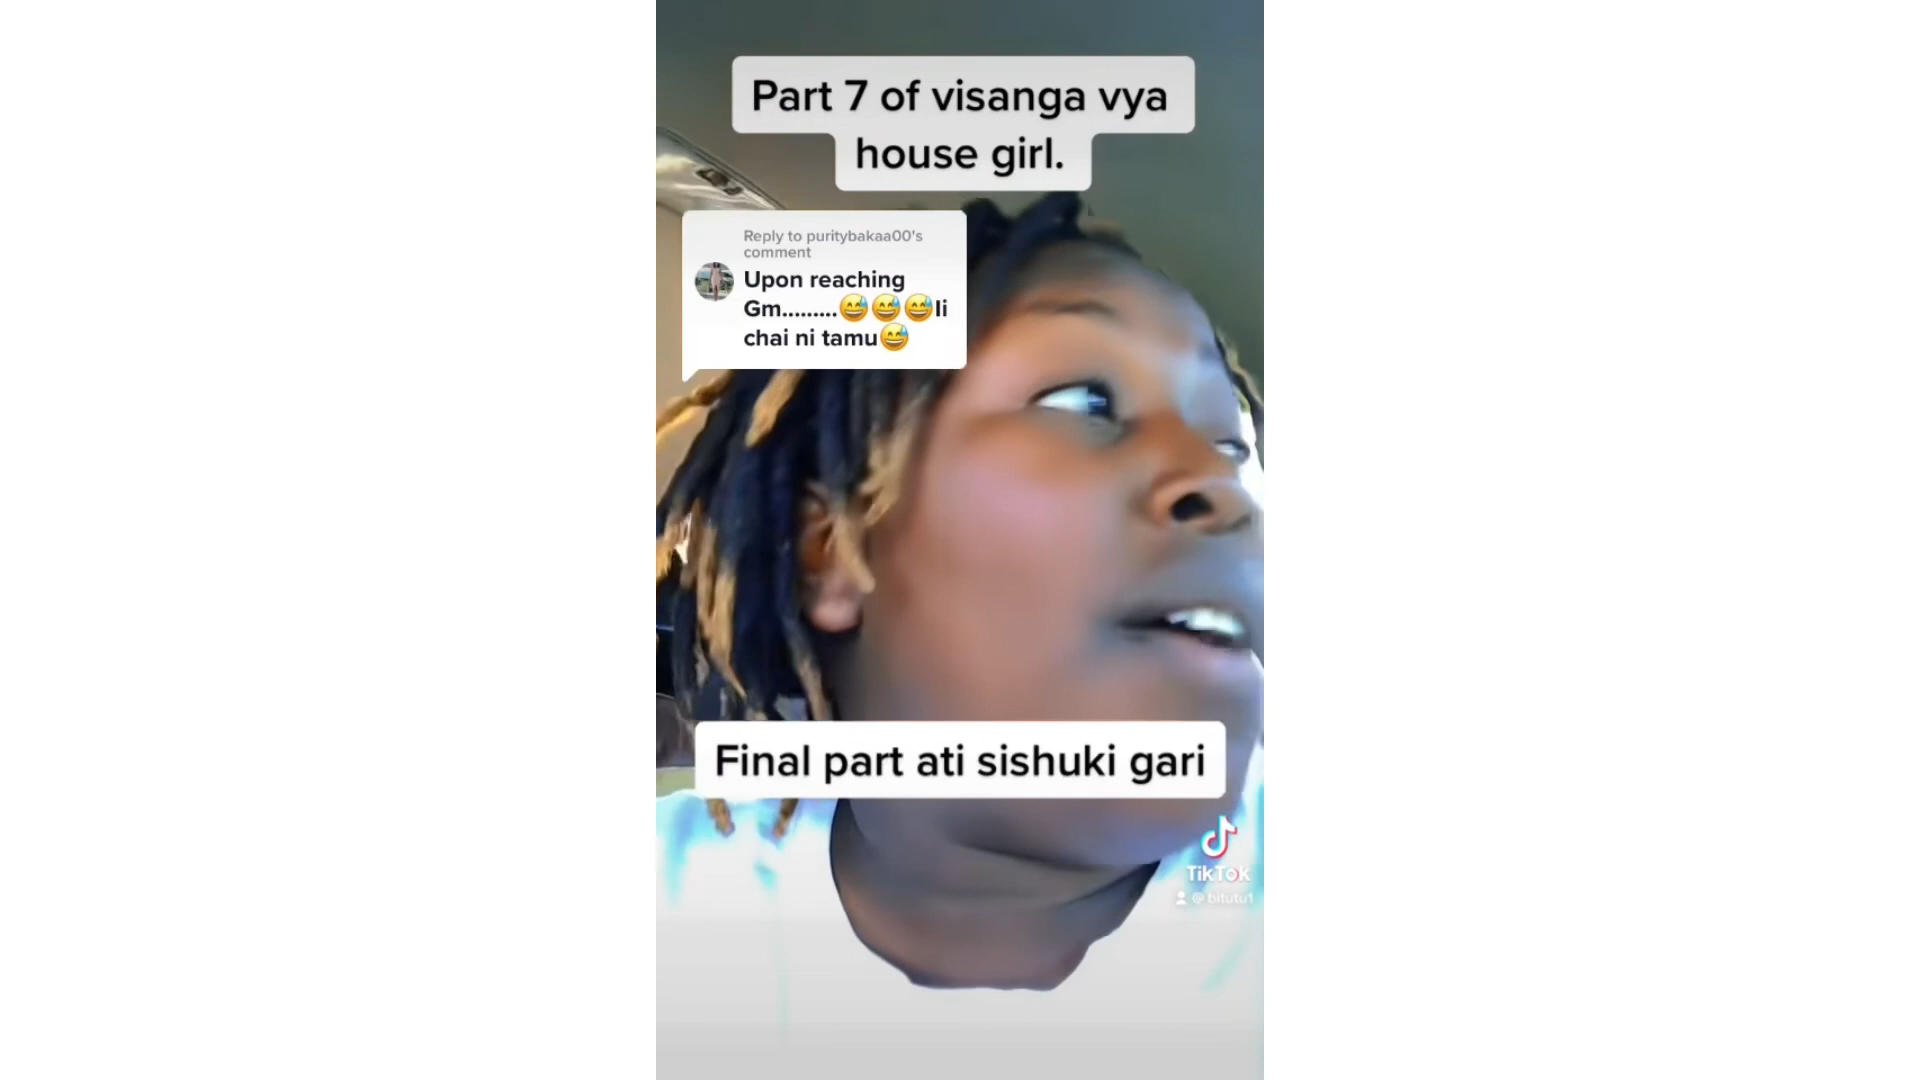 Part 7 of visanga vya
house girl.
Reply to puritybakaa00's
comment
Upon reaching
Gm.........😅😅😅li
chai ni tamu😅
Final part ati sishuki gari
TikTok
@ bitutu1